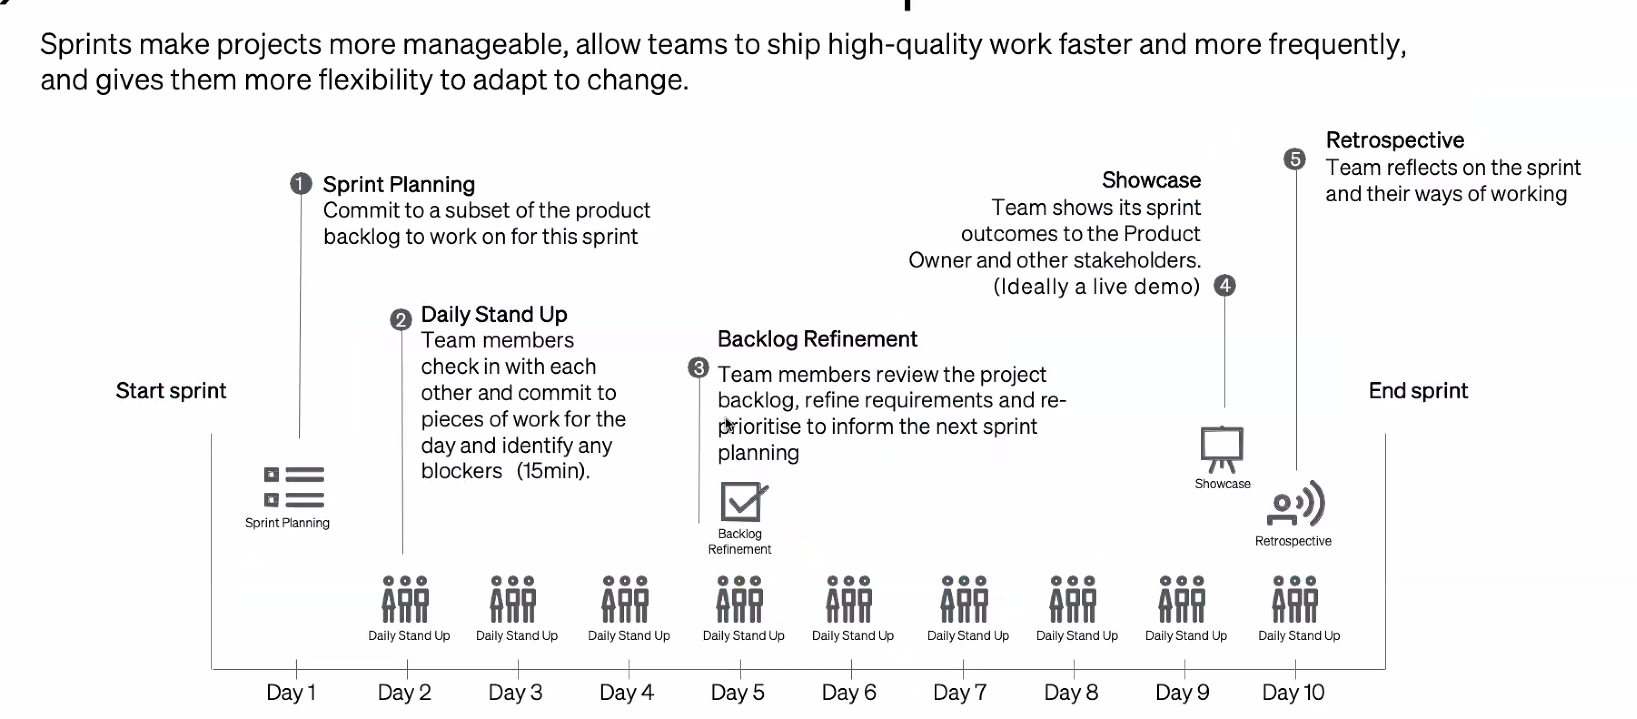 Sprints make projects more manageable, allow teams to ship high-quality work faster and more frequently,
and gives them more flexibility to adapt to change.
1 Sprint Planning
Commit to a subset of the product
backlog to work on for this sprint
2 Daily Stand Up
Team members
check in with each
other and commit to
pieces of work for the
day and identify any
blockers (15min).
3 Backlog Refinement
Team members review the project
backlog, refine requirements and re-
prioritise to inform the next sprint
planning
Showcase
Team shows its sprint
outcomes to the Product
Owner and other stakeholders.
(Ideally a live demo) 4
5 Retrospective
Team reflects on the sprint
and their ways of working
Start sprint
End sprint
Sprint Planning
Backlog
Refinement
Showcase
Retrospective
Daily Stand Up
Daily Stand Up
Daily Stand Up
Daily Stand Up
Daily Stand Up
Daily Stand Up
Daily Stand Up
Daily Stand Up
Daily Stand Up
Day 1
Day 2
Day 3
Day 4
Day 5
Day 6
Day 7
Day 8
Day 9
Day 10